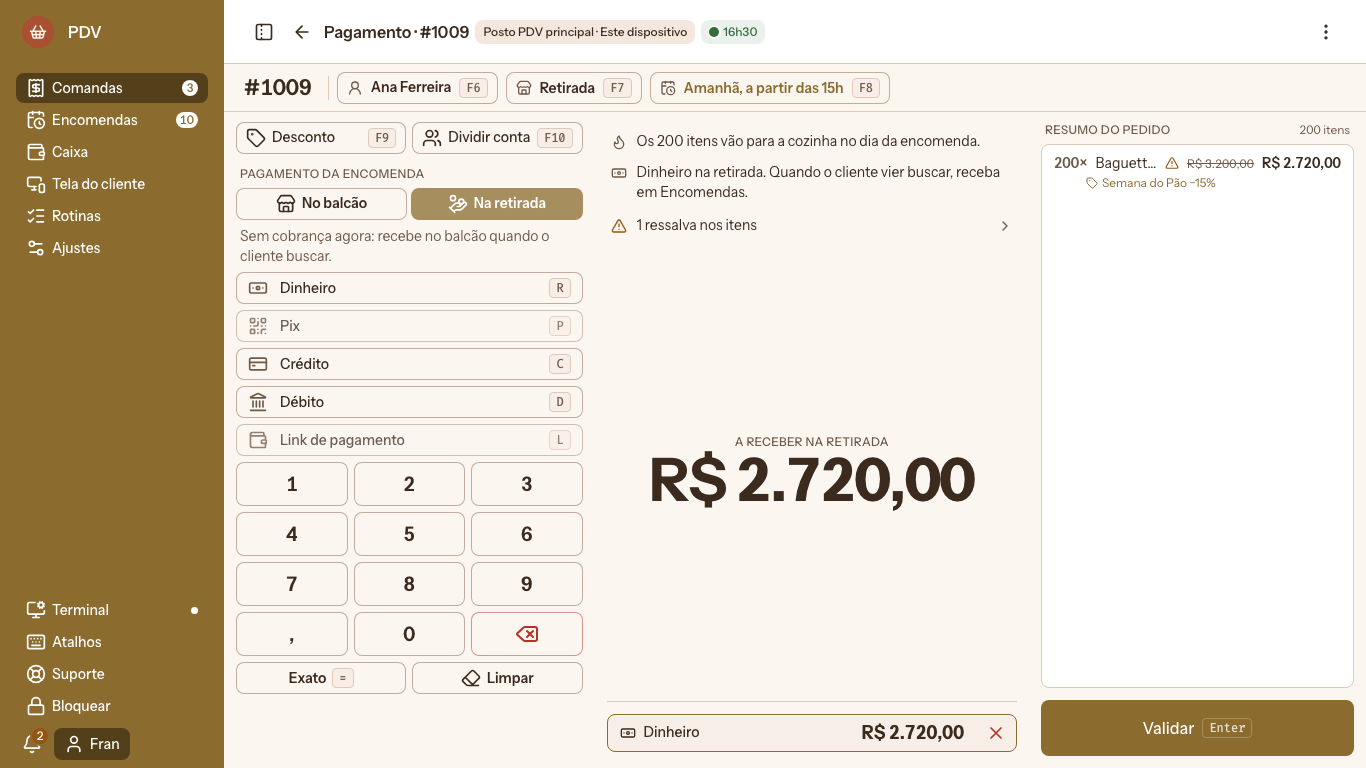 PDV
Comandas 3
Encomendas 10
Caixa
Tela do cliente
Rotinas
Ajustes
Terminal
Atalhos
Suporte
Bloquear
2 Fran
Pagamento · #1009 Posto PDV principal · Este dispositivo 16h30
#1009 Ana Ferreira F6 Retirada F7 Amanhã, a partir das 15h F8
Desconto F9 Dividir conta F10
PAGAMENTO DA ENCOMENDA
No balcão Na retirada
Sem cobrança agora: recebe no balcão quando o
cliente buscar.
Dinheiro R
Pix P
Crédito C
Débito D
Link de pagamento L
1 2 3
4 5 6
7 8 9
, 0
Exato = Limpar
Os 200 itens vão para a cozinha no dia da encomenda.
Dinheiro na retirada. Quando o cliente vier buscar, receba
em Encomendas.
1 ressalva nos itens
A RECEBER NA RETIRADA
R$ 2.720,00
Dinheiro R$ 2.720,00
RESUMO DO PEDIDO 200 itens
200× Baguett... R$ 3.200,00 R$ 2.720,00
Semana do Pão −15%
Validar Enter